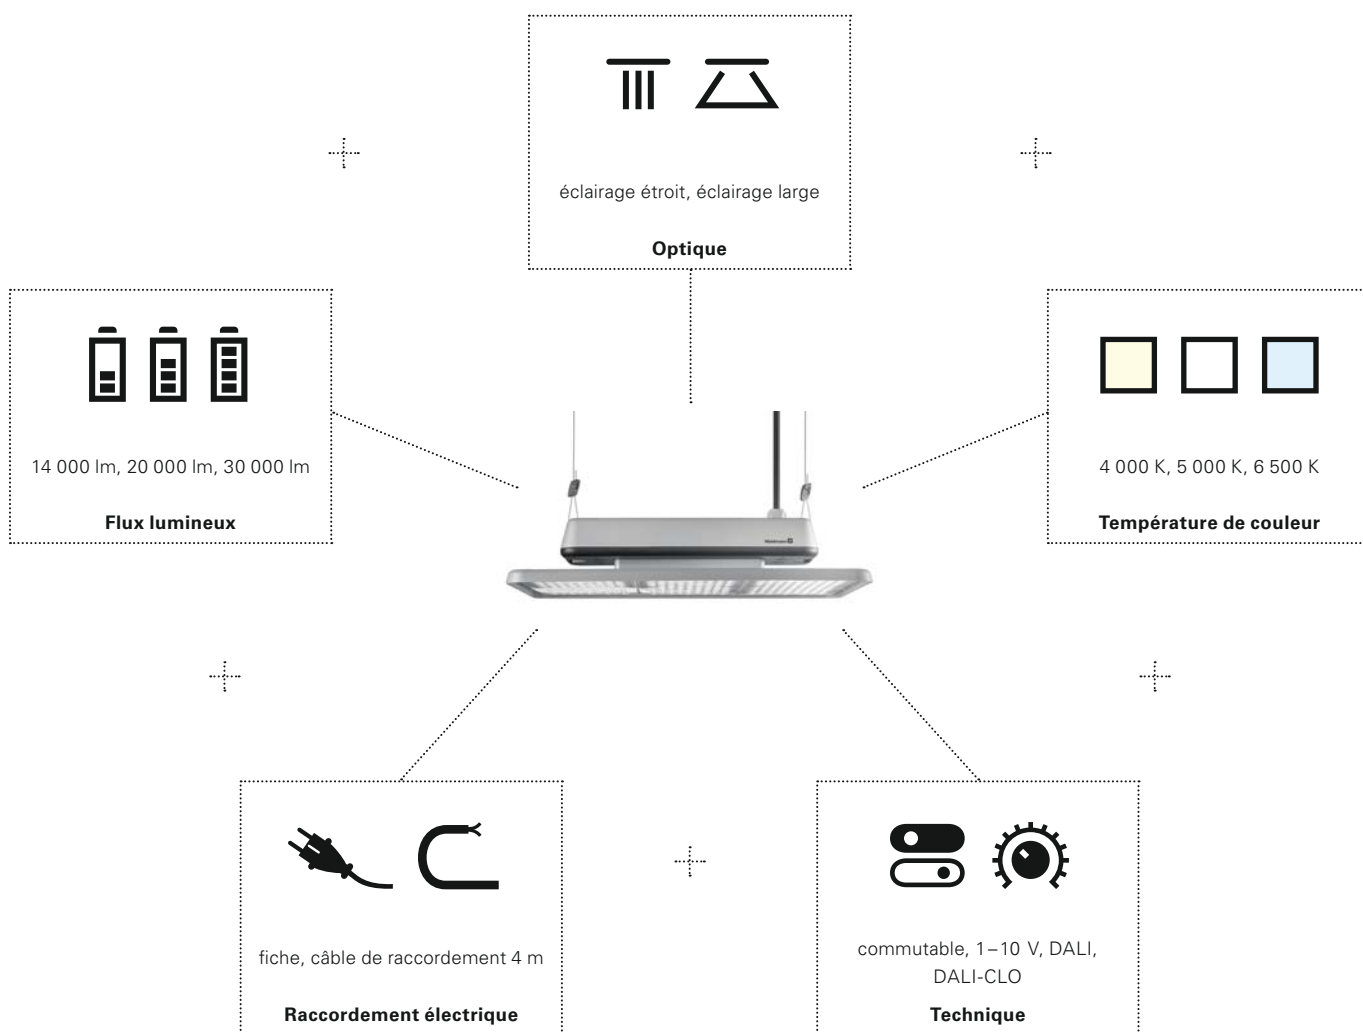 éclairage étroit, éclairage large
Optique
14 000 lm, 20 000 lm, 30 000 lm
Flux lumineux
4 000 K, 5 000 K, 6 500 K
Température de couleur
fiche, câble de raccordement 4 m
Raccordement électrique
commutable, 1–10 V, DALI,
DALI-CLO
Technique